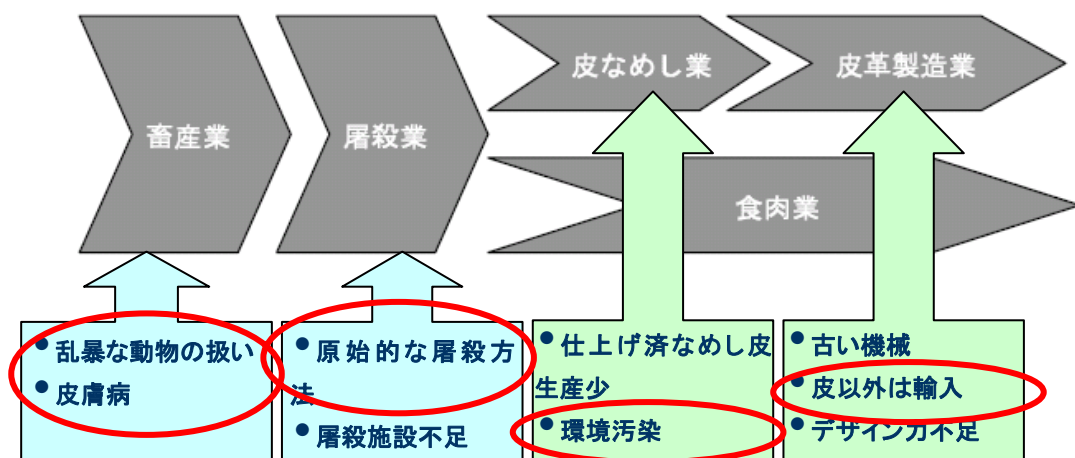 皮なめし業
皮革製造業
畜産業
屠殺業
食肉業
• 乱暴な動物の扱い
• 皮膚病
• 原始的な屠殺方
法
• 屠殺施設不足
• 仕上げ済なめし皮
生産少
• 環境汚染
• 古い機械
• 皮以外は輸入
• デザイン力不足